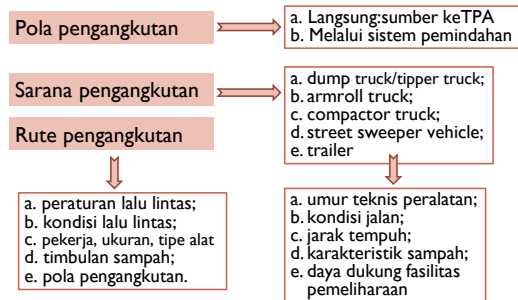 Pola pengangkutan
a. Langsung:sumber keTPA
b. Melalui sistem pemindahan
Sarana pengangkutan
a. dump truck/tipper truck;
b. armroll truck;
c. compactor truck;
d. street sweeper vehicle;
e. trailer
Rute pengangkutan
a. peraturan lalu lintas;
b. kondisi lalu lintas;
c. pekerja, ukuran, tipe alat
d. timbulan sampah;
e. pola pengangkutan.
a. umur teknis peralatan;
b. kondisi jalan;
c. jarak tempuh;
d. karakteristik sampah;
e. daya dukung fasilitas
pemeliharaan